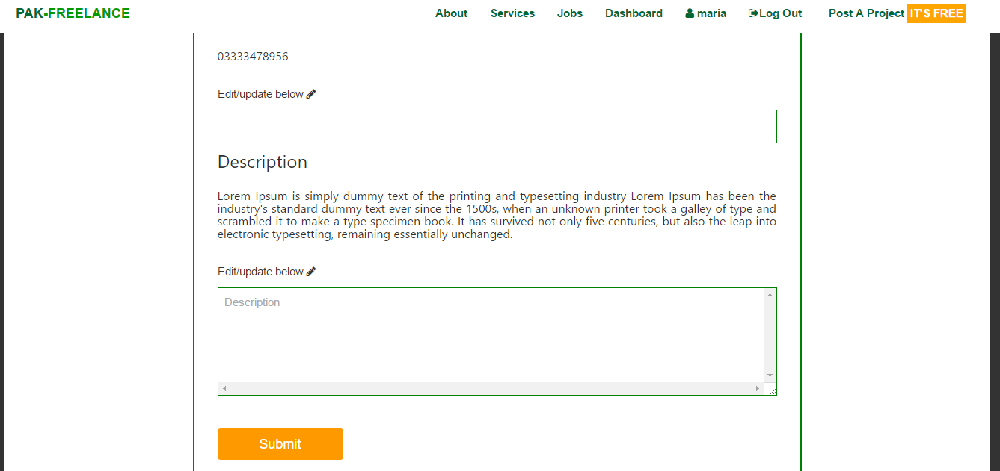 PAK-FREELANCE About Services Jobs Dashboard maria Log Out Post A Project IT'S FREE
03333478956
Edit/update below
Description
Lorem Ipsum is simply dummy text of the printing and typesetting industry Lorem Ipsum has been the
industry's standard dummy text ever since the 1500s, when an unknown printer took a galley of type and
scrambled it to make a type specimen book. It has survived not only five centuries, but also the leap into
electronic typesetting, remaining essentially unchanged.
Edit/update below
Description
Submit